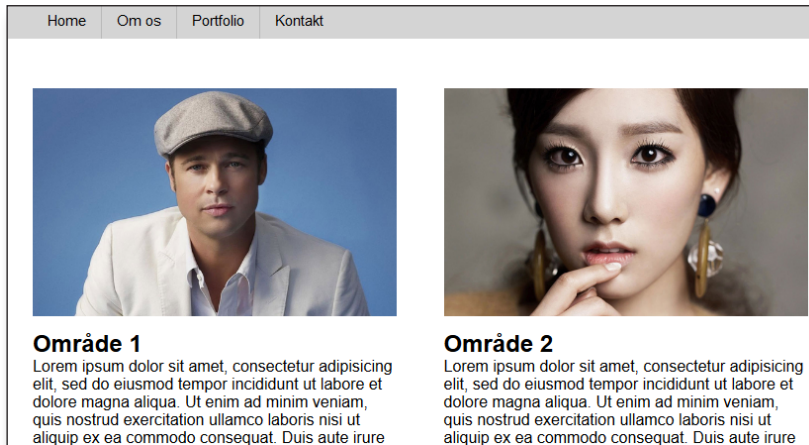 Home Om os Portfolio Kontakt
Område 1
Lorem ipsum dolor sit amet, consectetur adipisicing
elit, sed do eiusmod tempor incididunt ut labore et
dolore magna aliqua. Ut enim ad minim veniam,
quis nostrud exercitation ullamco laboris nisi ut
aliquip ex ea commodo consequat. Duis aute irure
Område 2
Lorem ipsum dolor sit amet, consectetur adipisicing
elit, sed do eiusmod tempor incididunt ut labore et
dolore magna aliqua. Ut enim ad minim veniam,
quis nostrud exercitation ullamco laboris nisi ut
aliquip ex ea commodo consequat. Duis aute irure